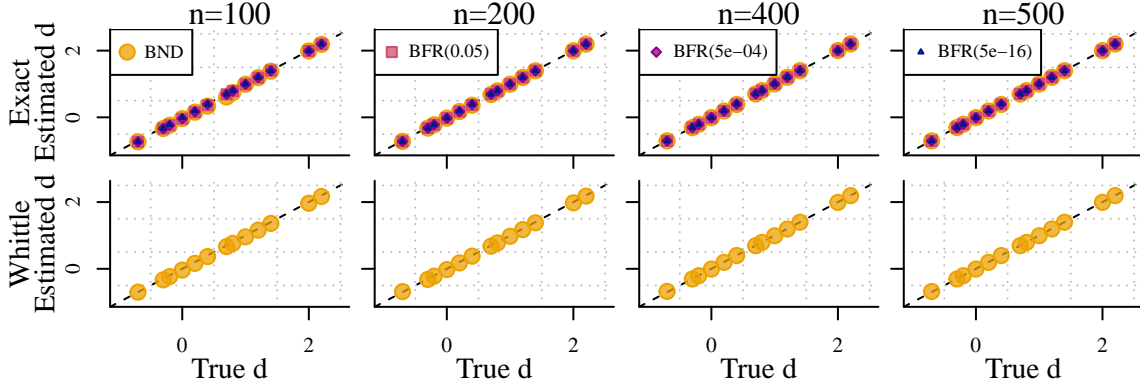 n=100 n=200 n=400 n=500
Exact
Estimated d
2
0
BND
BFR(0.05)
BFR(5e−04)
BFR(5e−16)
Whittle
Estimated d
2
0
0 2 0 2 0 2 0 2
True d True d True d True d